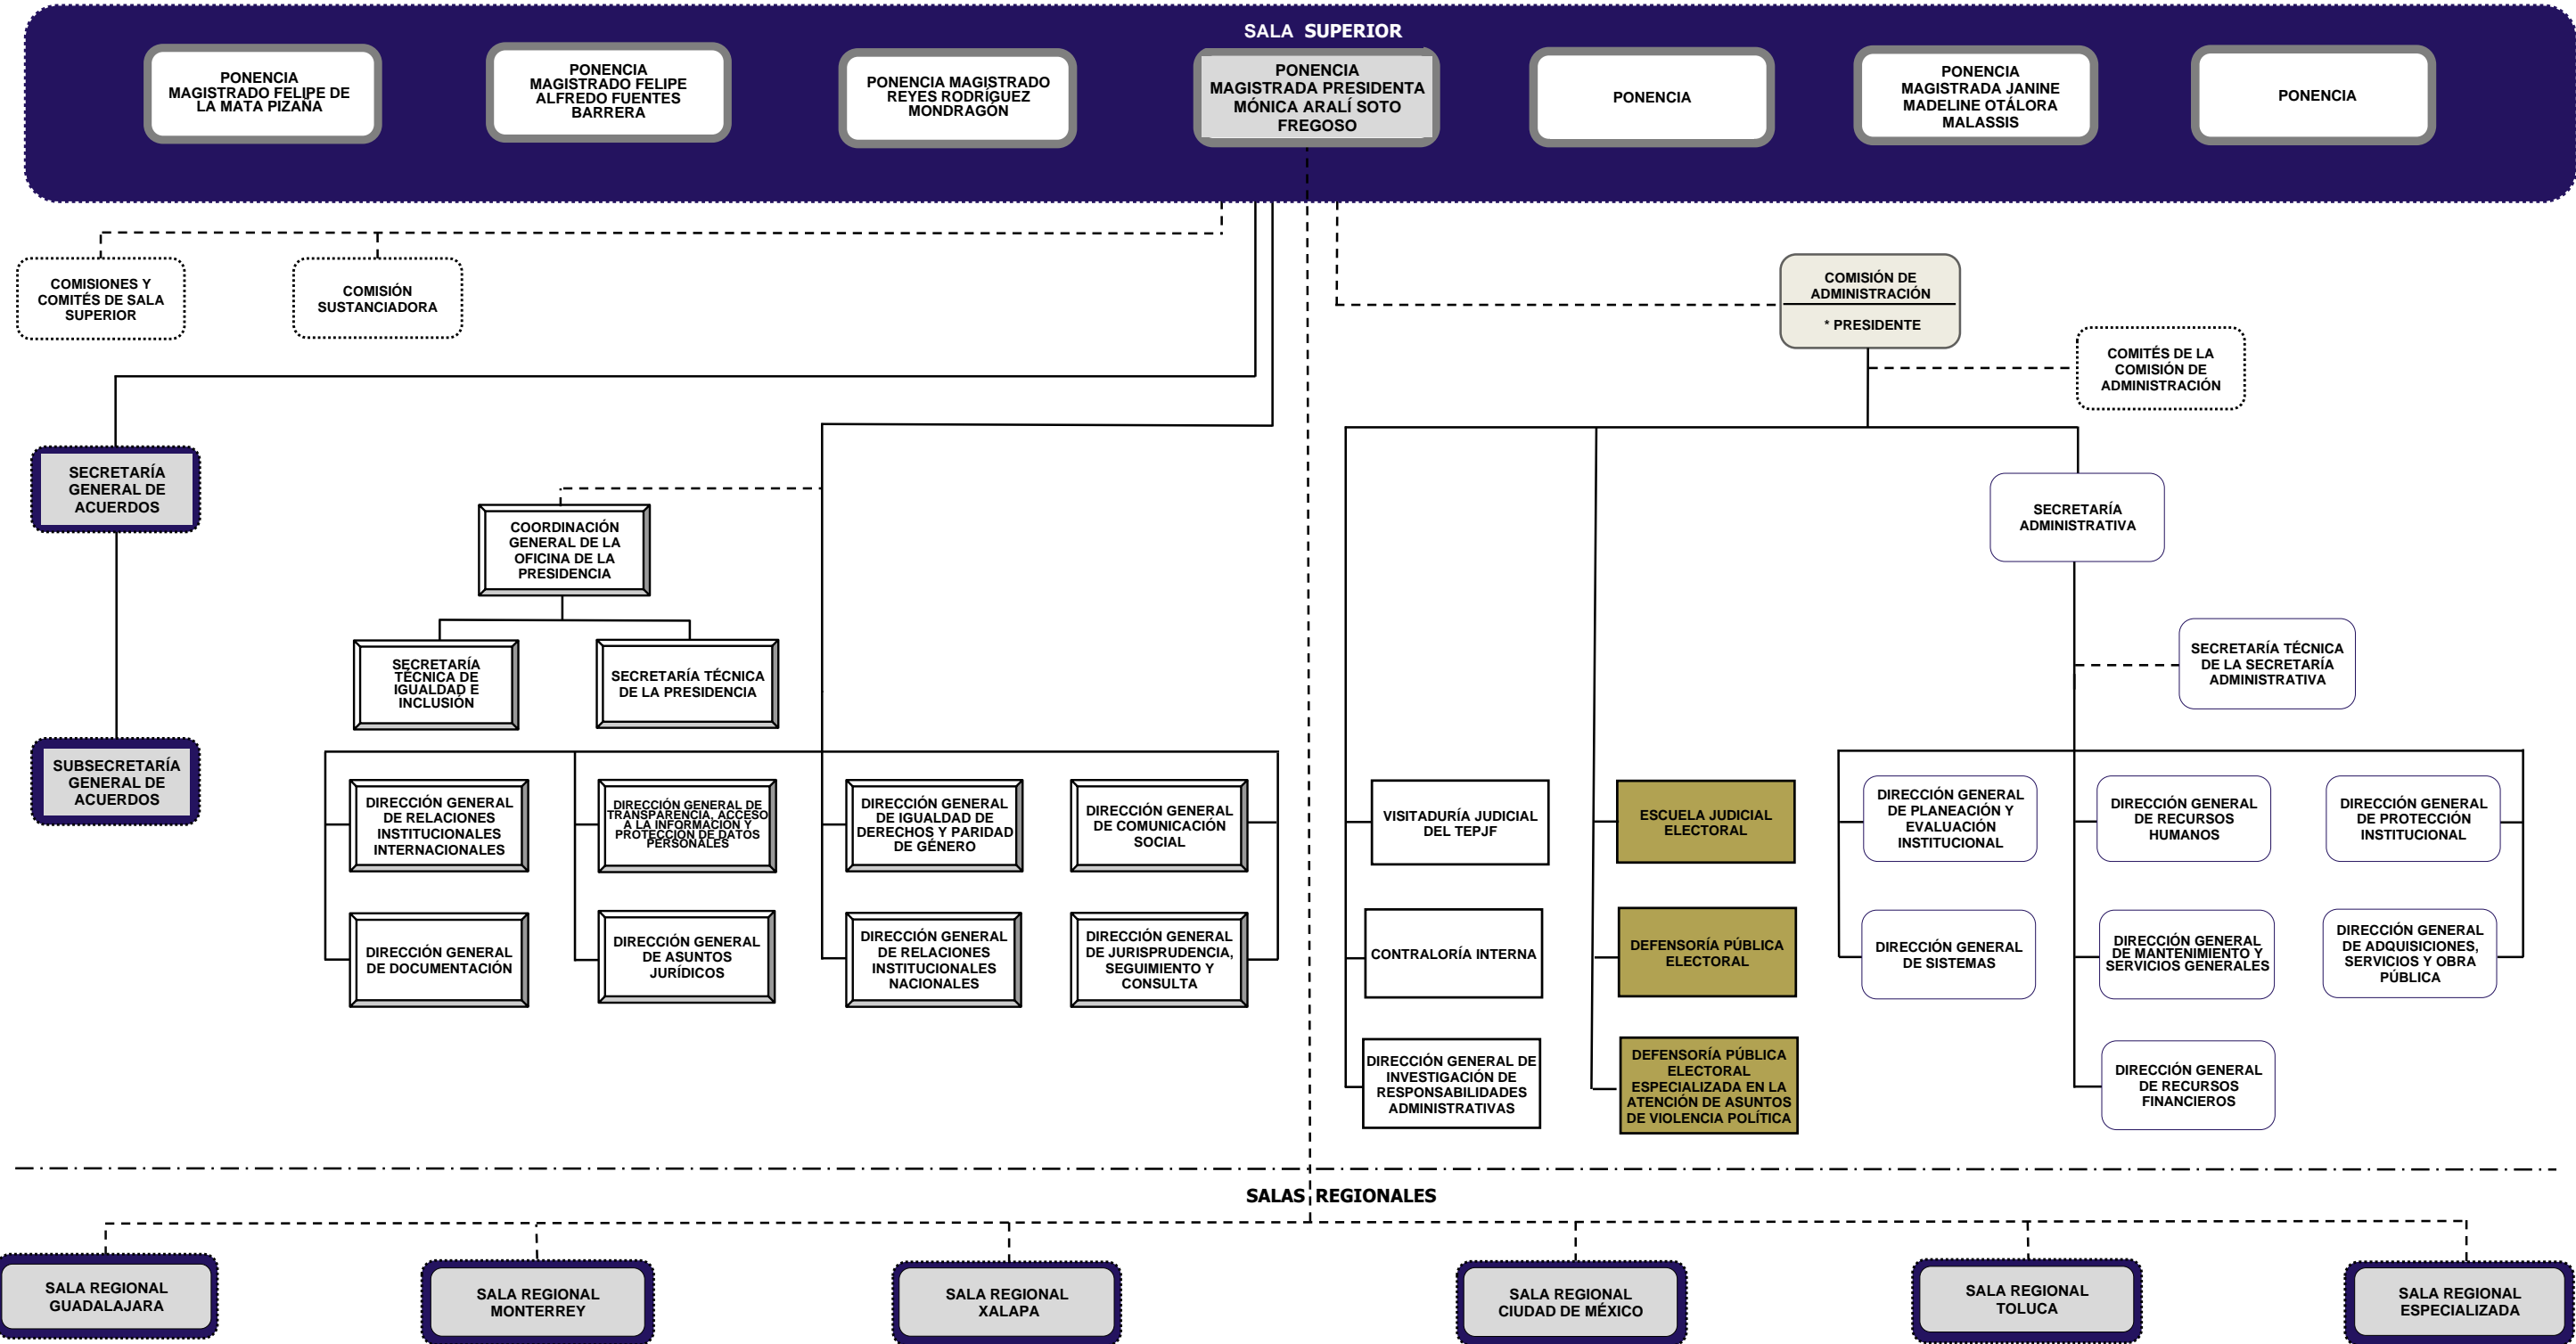 SALA SUPERIOR
PONENCIA
MAGISTRADO FELIPE DE
LA MATA PIZAÑA
PONENCIA
MAGISTRADO FELIPE
ALFREDO FUENTES
BARRERA
PONENCIA MAGISTRADO
REYES RODRÍGUEZ
MONDRAGÓN
PONENCIA
MAGISTRADA PRESIDENTA
MÓNICA ARALÍ SOTO
FREGOSO
PONENCIA
PONENCIA
MAGISTRADA JANINE
MADELINE OTÁLORA
MALASSIS
PONENCIA
COMISIONES Y
COMITÉS DE SALA
SUPERIOR
COMISIÓN
SUSTANCIADORA
COMISIÓN DE
ADMINISTRACIÓN
* PRESIDENTE
COMITÉS DE LA
COMISIÓN DE
ADMINISTRACIÓN
SECRETARÍA
GENERAL DE
ACUERDOS
COORDINACIÓN
GENERAL DE LA
OFICINA DE LA
PRESIDENCIA
SECRETARÍA
ADMINISTRATIVA
SECRETARÍA
TÉCNICA DE
IGUALDAD E
INCLUSIÓN
SECRETARÍA TÉCNICA
DE LA PRESIDENCIA
SECRETARÍA TÉCNICA
DE LA SECRETARÍA
ADMINISTRATIVA
SUBSECRETARÍA
GENERAL DE
ACUERDOS
DIRECCIÓN GENERAL
DE RELACIONES
INSTITUCIONALES
INTERNACIONALES
DIRECCIÓN GENERAL DE
TRANSPARENCIA, ACCESO
A LA INFORMACIÓN Y
PROTECCIÓN DE DATOS
PERSONALES
DIRECCIÓN GENERAL
DE IGUALDAD DE
DERECHOS Y PARIDAD
DE GÉNERO
DIRECCIÓN GENERAL
DE COMUNICACIÓN
SOCIAL
VISITADURÍA JUDICIAL
DEL TEPJF
ESCUELA JUDICIAL
ELECTORAL
DIRECCIÓN GENERAL
DE PLANEACIÓN Y
EVALUACIÓN
INSTITUCIONAL
DIRECCIÓN GENERAL
DE RECURSOS
HUMANOS
DIRECCIÓN GENERAL
DE PROTECCIÓN
INSTITUCIONAL
DIRECCIÓN GENERAL
DE DOCUMENTACIÓN
DIRECCIÓN GENERAL
DE ASUNTOS
JURÍDICOS
DIRECCIÓN GENERAL
DE RELACIONES
INSTITUCIONALES
NACIONALES
DIRECCIÓN GENERAL
DE JURISPRUDENCIA,
SEGUIMIENTO Y
CONSULTA
CONTRALORÍA INTERNA
DEFENSORÍA PÚBLICA
ELECTORAL
DIRECCIÓN GENERAL
DE SISTEMAS
DIRECCIÓN GENERAL
DE MANTENIMIENTO Y
SERVICIOS GENERALES
DIRECCIÓN GENERAL
DE ADQUISICIONES,
SERVICIOS Y OBRA
PÚBLICA
DIRECCIÓN GENERAL DE
INVESTIGACIÓN DE
RESPONSABILIDADES
ADMINISTRATIVAS
DEFENSORÍA PÚBLICA
ELECTORAL
ESPECIALIZADA EN LA
ATENCIÓN DE ASUNTOS
DE VIOLENCIA POLÍTICA
DIRECCIÓN GENERAL
DE RECURSOS
FINANCIEROS
SALAS REGIONALES
SALA REGIONAL
GUADALAJARA
SALA REGIONAL
MONTERREY
SALA REGIONAL
XALAPA
SALA REGIONAL
CIUDAD DE MÉXICO
SALA REGIONAL
TOLUCA
SALA REGIONAL
ESPECIALIZADA